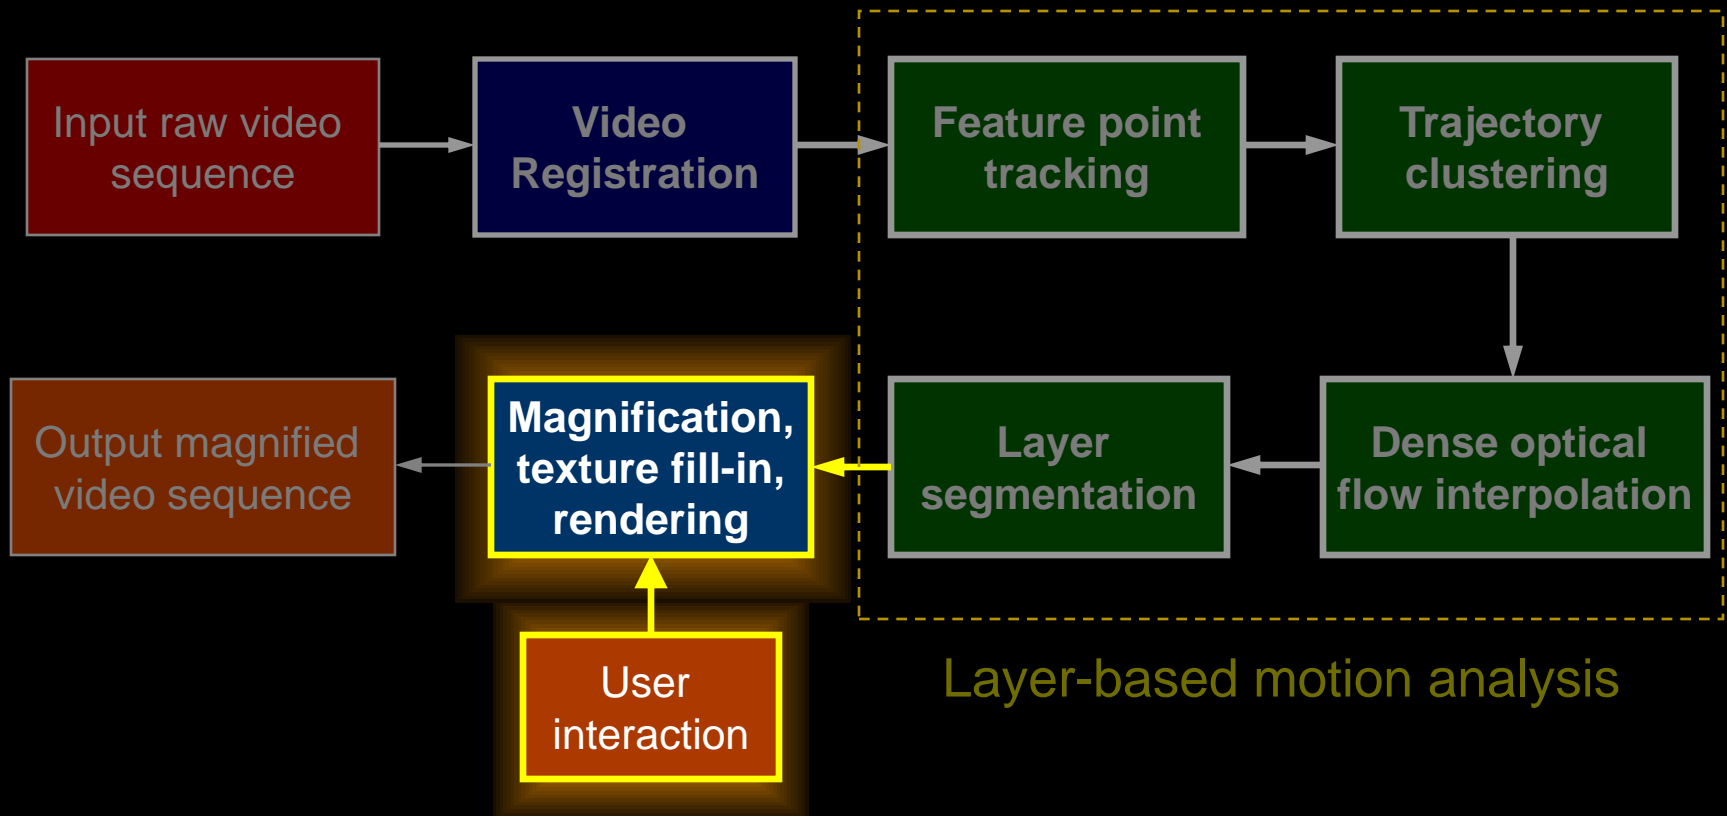 Input raw video
sequence
Video
Registration
Feature point
tracking
Trajectory
clustering
Output magnified
video sequence
Magnification,
texture fill-in,
rendering
Layer
segmentation
Dense optical
flow interpolation
User
interaction
Layer-based motion analysis